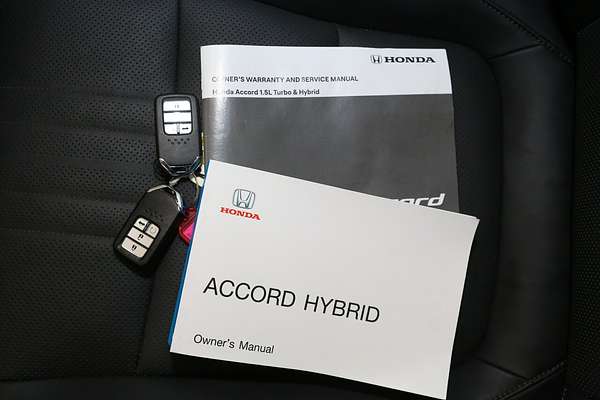 HONDA
OWNER'S WARRANTY AND SERVICE MANUAL
Honda Accord 1.5L Turbo & Hybrid
HONDA
ACCORD HYBRID
Owner's Manual